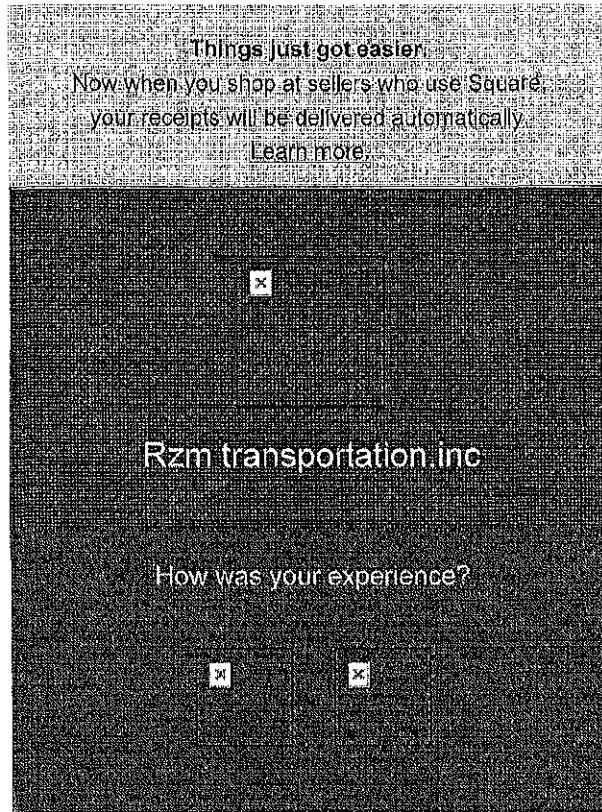 Things just got easier.
Now when you shop at sellers who use Square,
your receipts will be delivered automatically.
Learn more.
Rzm transportation.inc
How was your experience?